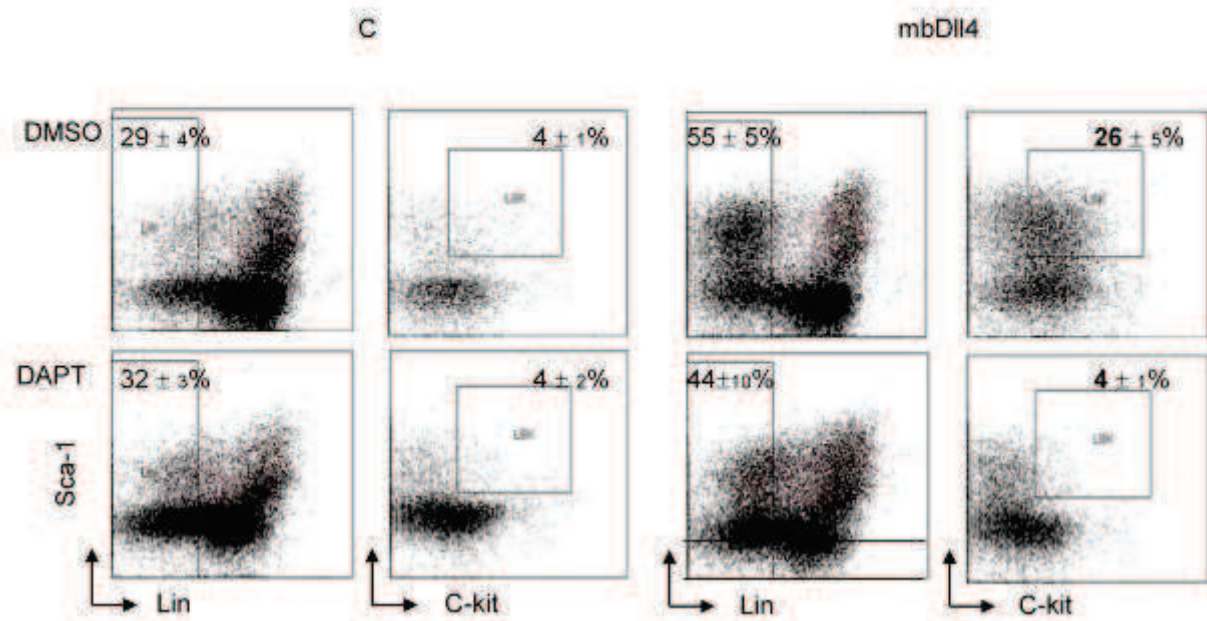 C mbDll4
DMSO 29 ± 4% 4 ± 1% 55 ± 5% 26 ± 5%
DAPT 32 ± 3% 4 ± 2% 44±10% 4 ± 1%
Sca-1
Lin C-kit Lin C-kit